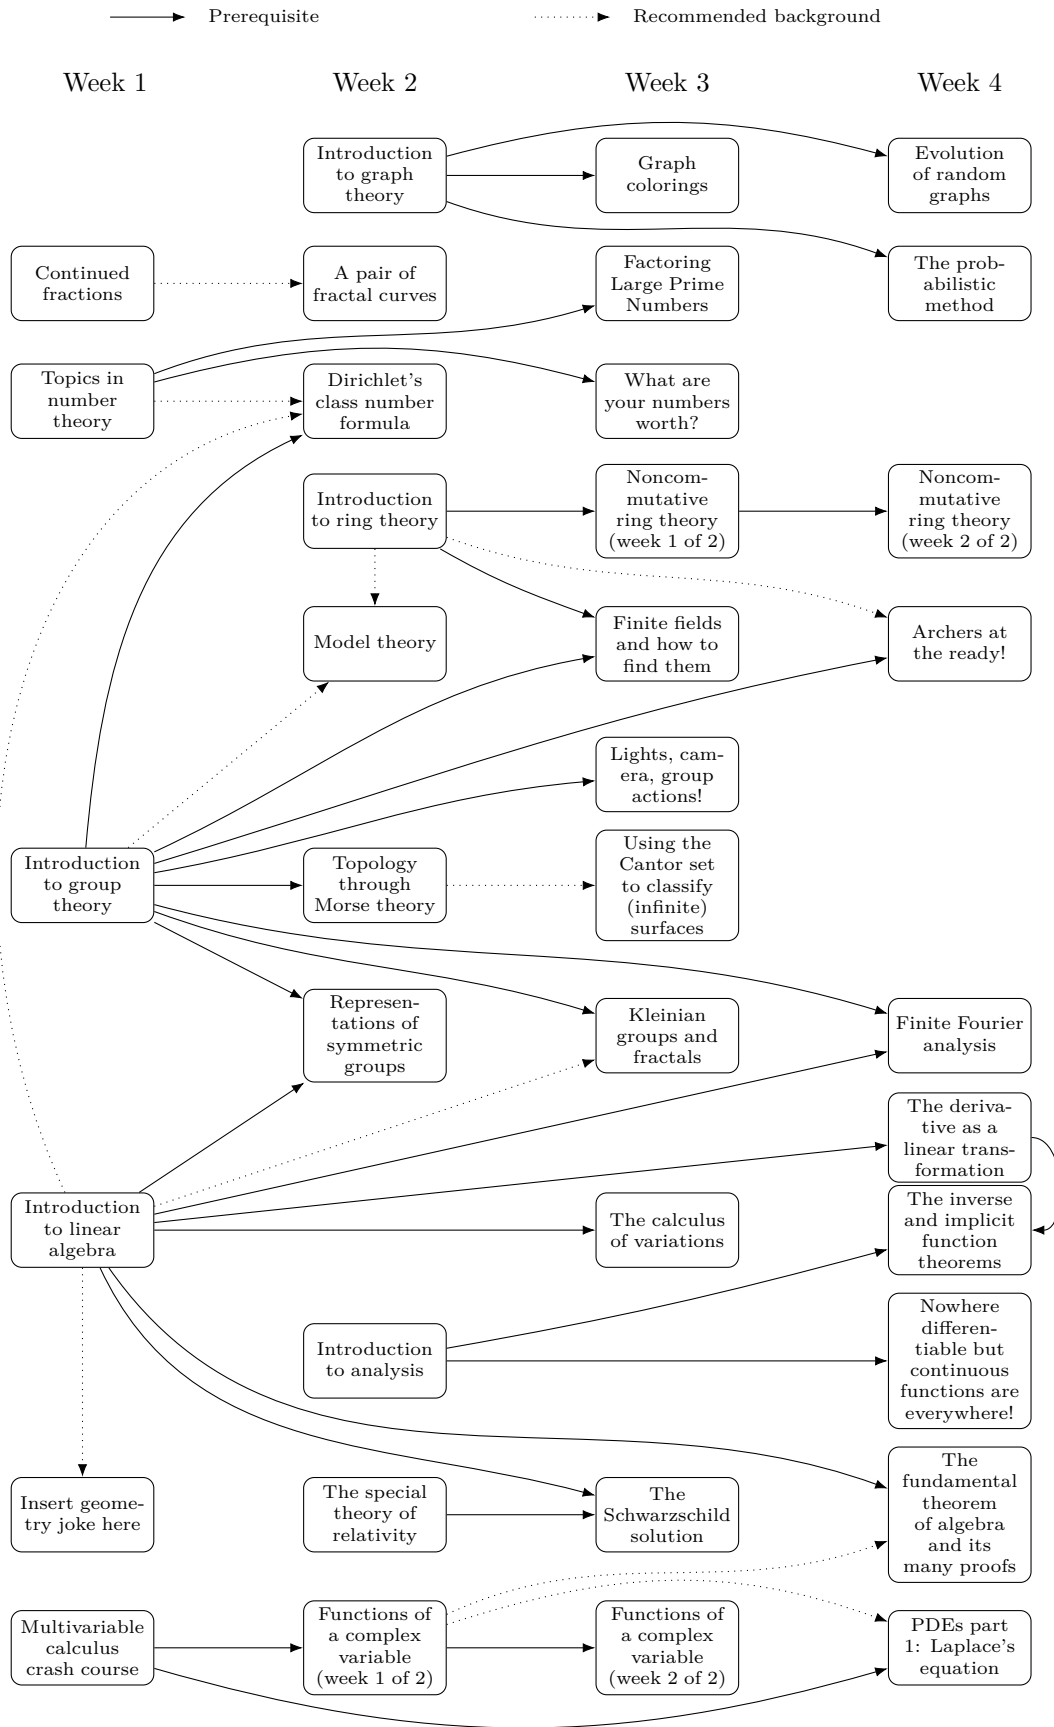 Prerequisite
Recommended background
Week 1
Week 2
Week 3
Week 4
Introduction
to graph
theory
Graph
colorings
Evolution
of random
graphs
Continued
fractions
A pair of
fractal curves
Factoring
Large Prime
Numbers
The prob-
abilistic
method
Topics in
number
theory
Dirichlet's
class number
formula
What are
your numbers
worth?
Introduction
to ring theory
Noncom-
mutative
ring theory
(week 1 of 2)
Noncom-
mutative
ring theory
(week 2 of 2)
Model theory
Finite fields
and how to
find them
Archers at
the ready!
Lights, cam-
era, group
actions!
Introduction
to group
theory
Topology
through
Morse theory
Using the
Cantor set
to classify
(infinite)
surfaces
Represen-
tations of
symmetric
groups
Kleinian
groups and
fractals
Finite Fourier
analysis
The deriva-
tive as a
linear trans-
formation
Introduction
to linear
algebra
The calculus
of variations
The inverse
and implicit
function
theorems
Introduction
to analysis
Nowhere
differen-
tiable but
continuous
functions are
everywhere!
Insert geome-
try joke here
The special
theory of
relativity
The
Schwarzschild
solution
The
fundamental
theorem
of algebra
and its
many proofs
Multivariable
calculus
crash course
Functions of
a complex
variable
(week 1 of 2)
Functions of
a complex
variable
(week 2 of 2)
PDEs part
1: Laplace's
equation